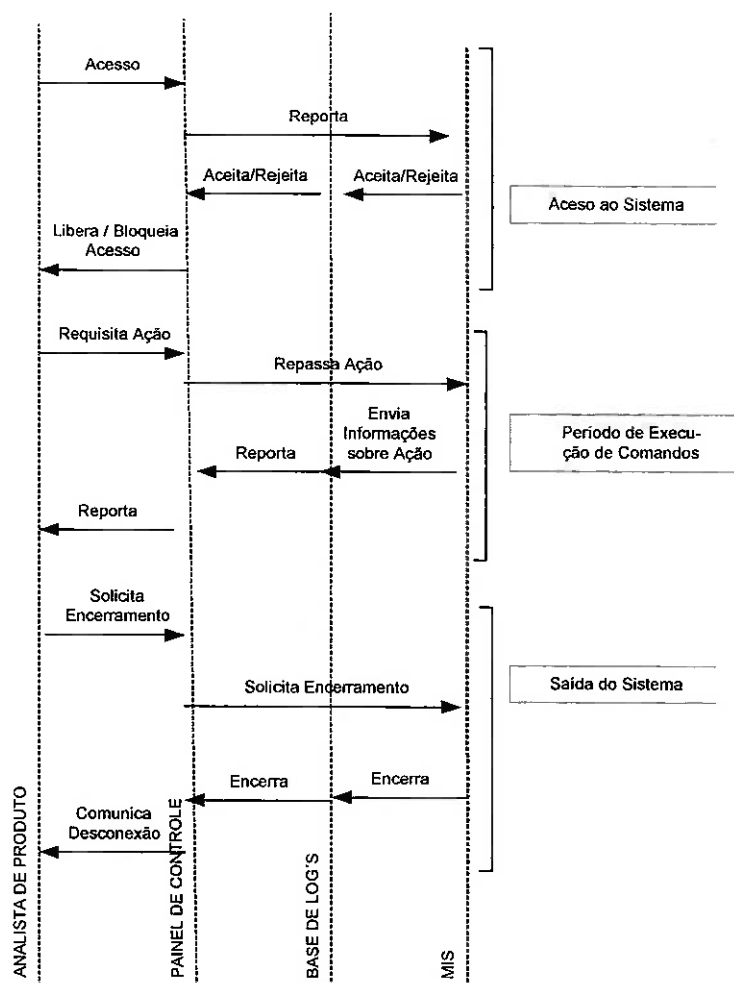 Acesso
Reporta
Aceita/Rejeita
Aceita/Rejeita
Aceso ao Sistema
Libera / Bloqueia
Acesso
Requisita Ação
Repassa Ação
Envia
Informações
sobre Ação
Reporta
Período de Execu-
ção de Comandos
Reporta
Solicita
Encerramento
Solicita Encerramento
Saída do Sistema
Encerra
Encerra
Comunica
Desconexão
ANALISTA DE PRODUTO
PAINEL DE CONTROLE
BASE DE LOG'S
MIS